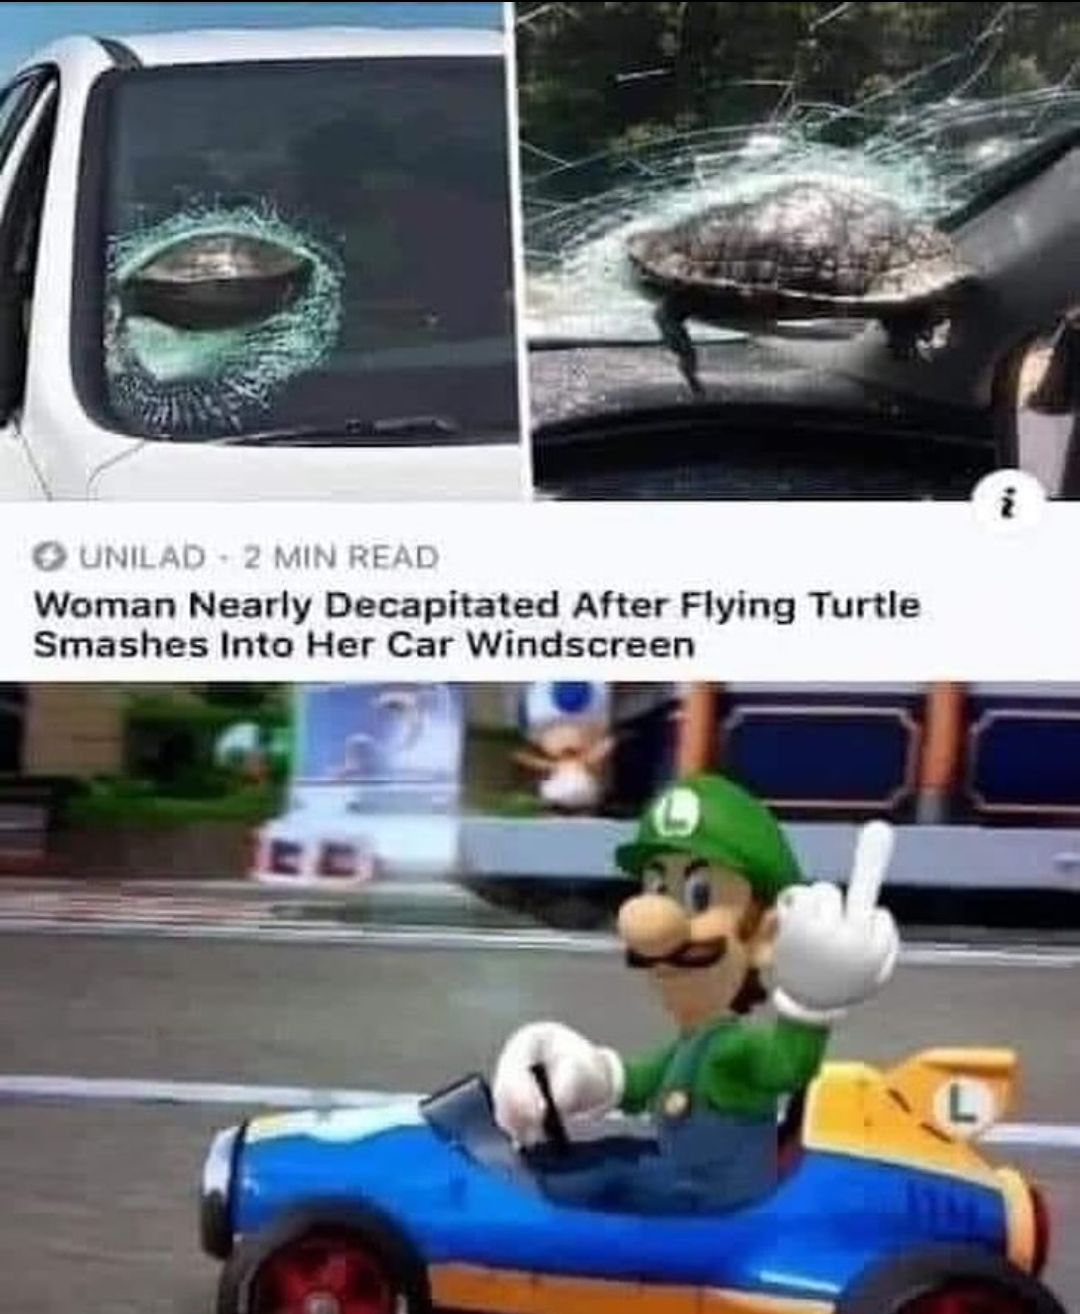 i
UNILAD - 2 MIN READ
Woman Nearly Decapitated After Flying Turtle
Smashes Into Her Car Windscreen
L
L